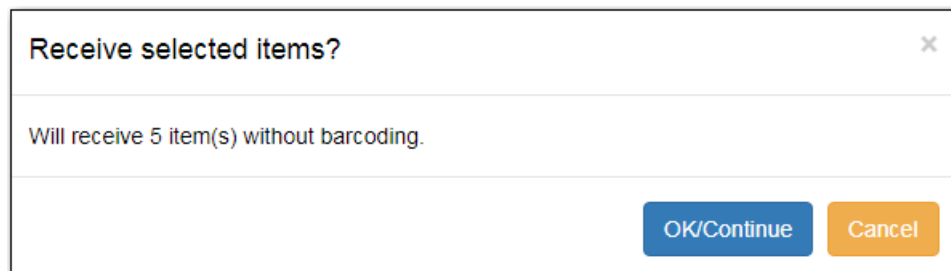 Receive selected items?
×
Will receive 5 item(s) without barcoding.
OK/Continue
Cancel